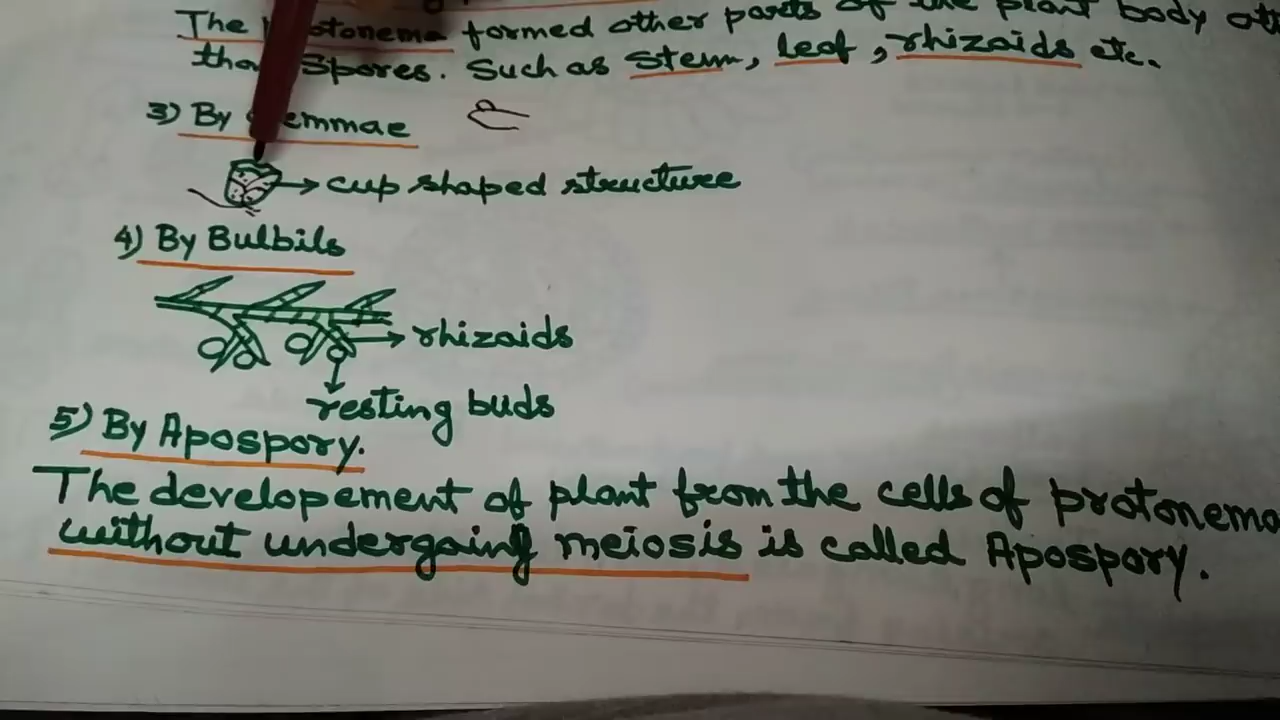 The formed other parts of the plant body
than Spores. Such as Stem, leaf, rhizoids etc.
3) By emmae
cup shaped structure
4) By Bulbils
rhizoids
resting buds
5) By Apospory.
The developement of plant from the cells of protonema
without undergoing meiosis is called Apospory.